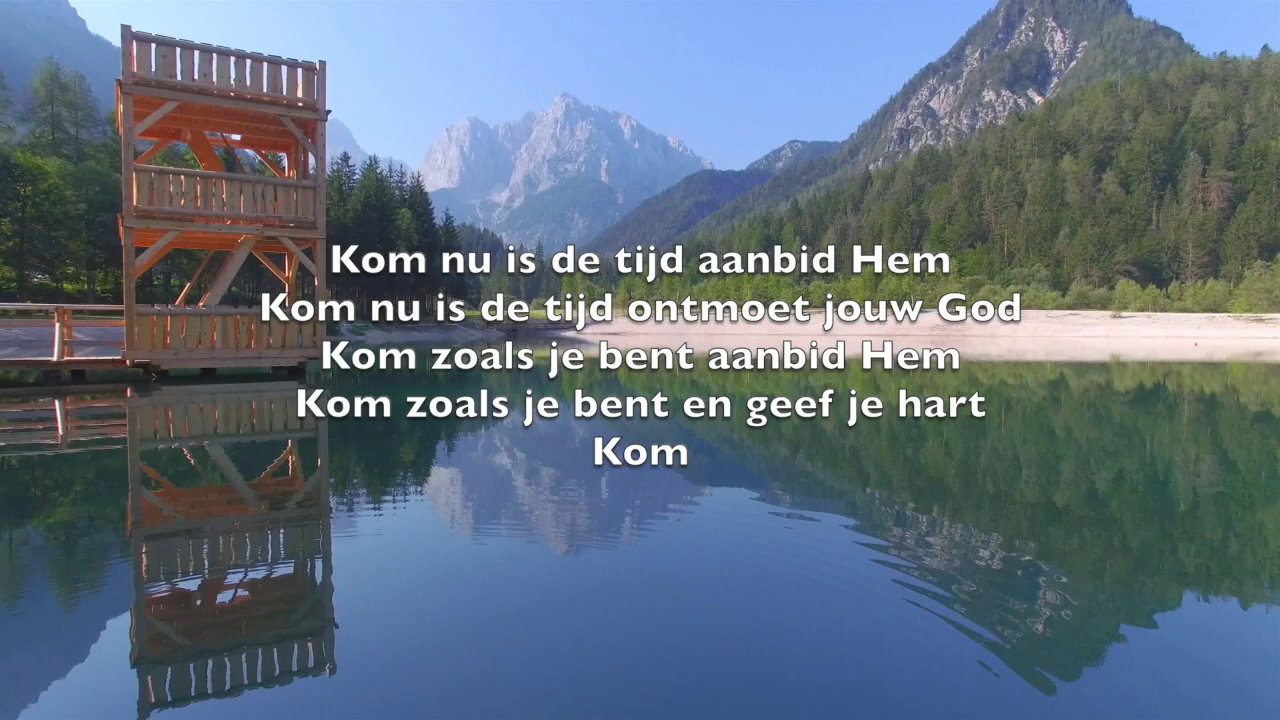 Kom nu is de tijd aanbid Hem
Kom nu is de tijd ontmoet jouw God
Kom zoals je bent aanbid Hem
Kom zoals je bent en geef je hart
Kom